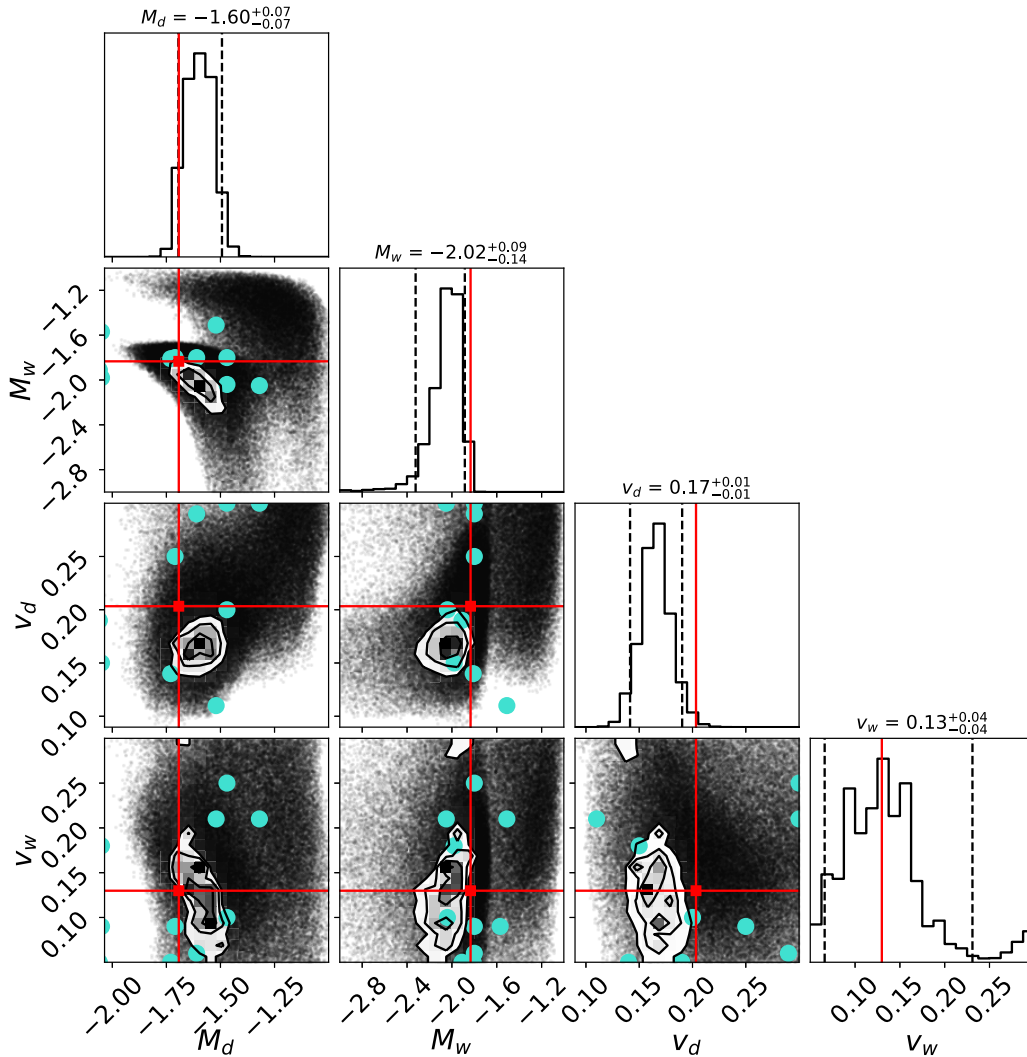 M_d = −1.60^{+0.07}_{−0.07}
M_w = −2.02^{+0.09}_{−0.14}
−1.2
−1.6
−2.0
−2.4
−2.8
M_w
v_d = 0.17^{+0.01}_{−0.01}
0.25
0.20
0.15
0.10
v_d
v_w = 0.13^{+0.04}_{−0.04}
0.25
0.20
0.15
0.10
v_w
−2.00 −1.75 −1.50 −1.25 −2.8 −2.4 −2.0 −1.6 −1.2 0.10 0.15 0.20 0.25 0.10 0.15 0.20 0.25
M_d M_w v_d v_w